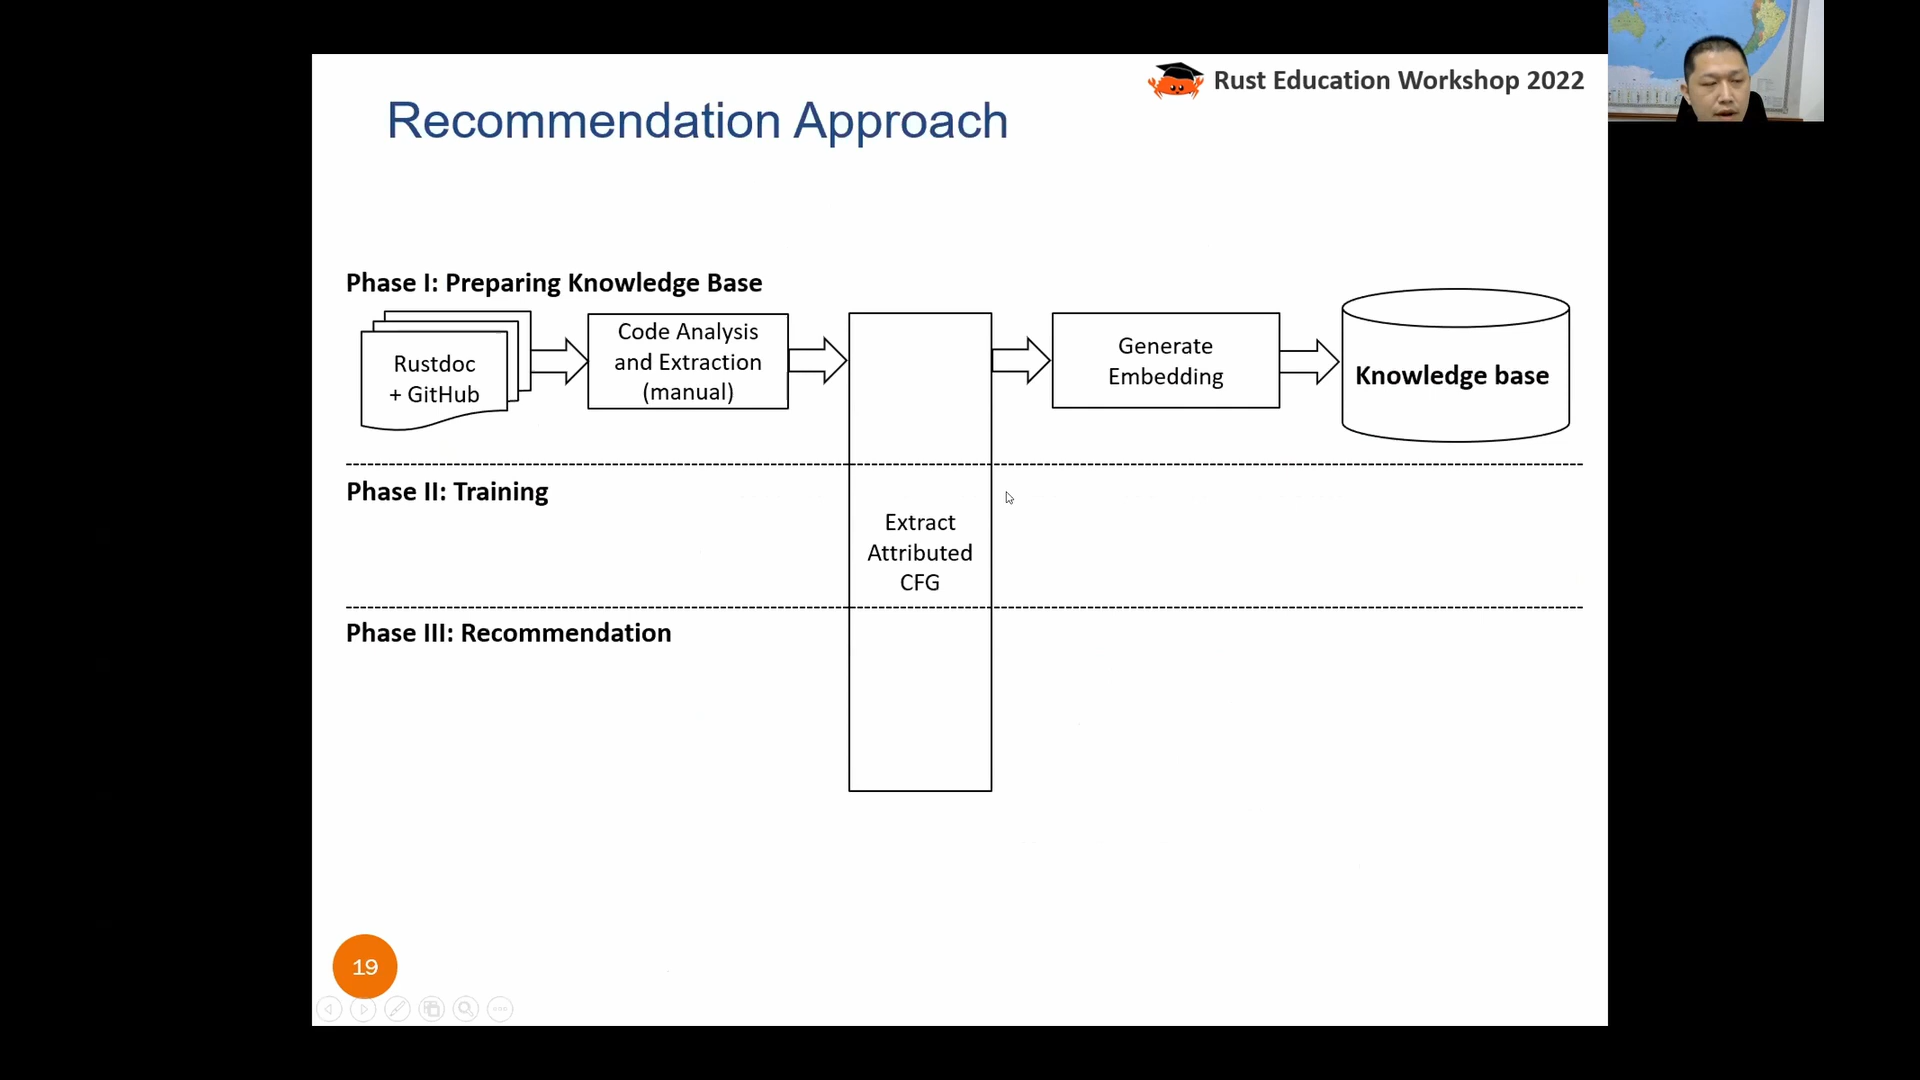 Rust Education Workshop 2022
Recommendation Approach
Phase I: Preparing Knowledge Base
Rustdoc
+ GitHub
Code Analysis
and Extraction
(manual)
Generate
Embedding
Knowledge base
Phase II: Training
Extract
Attributed
CFG
Phase III: Recommendation
19